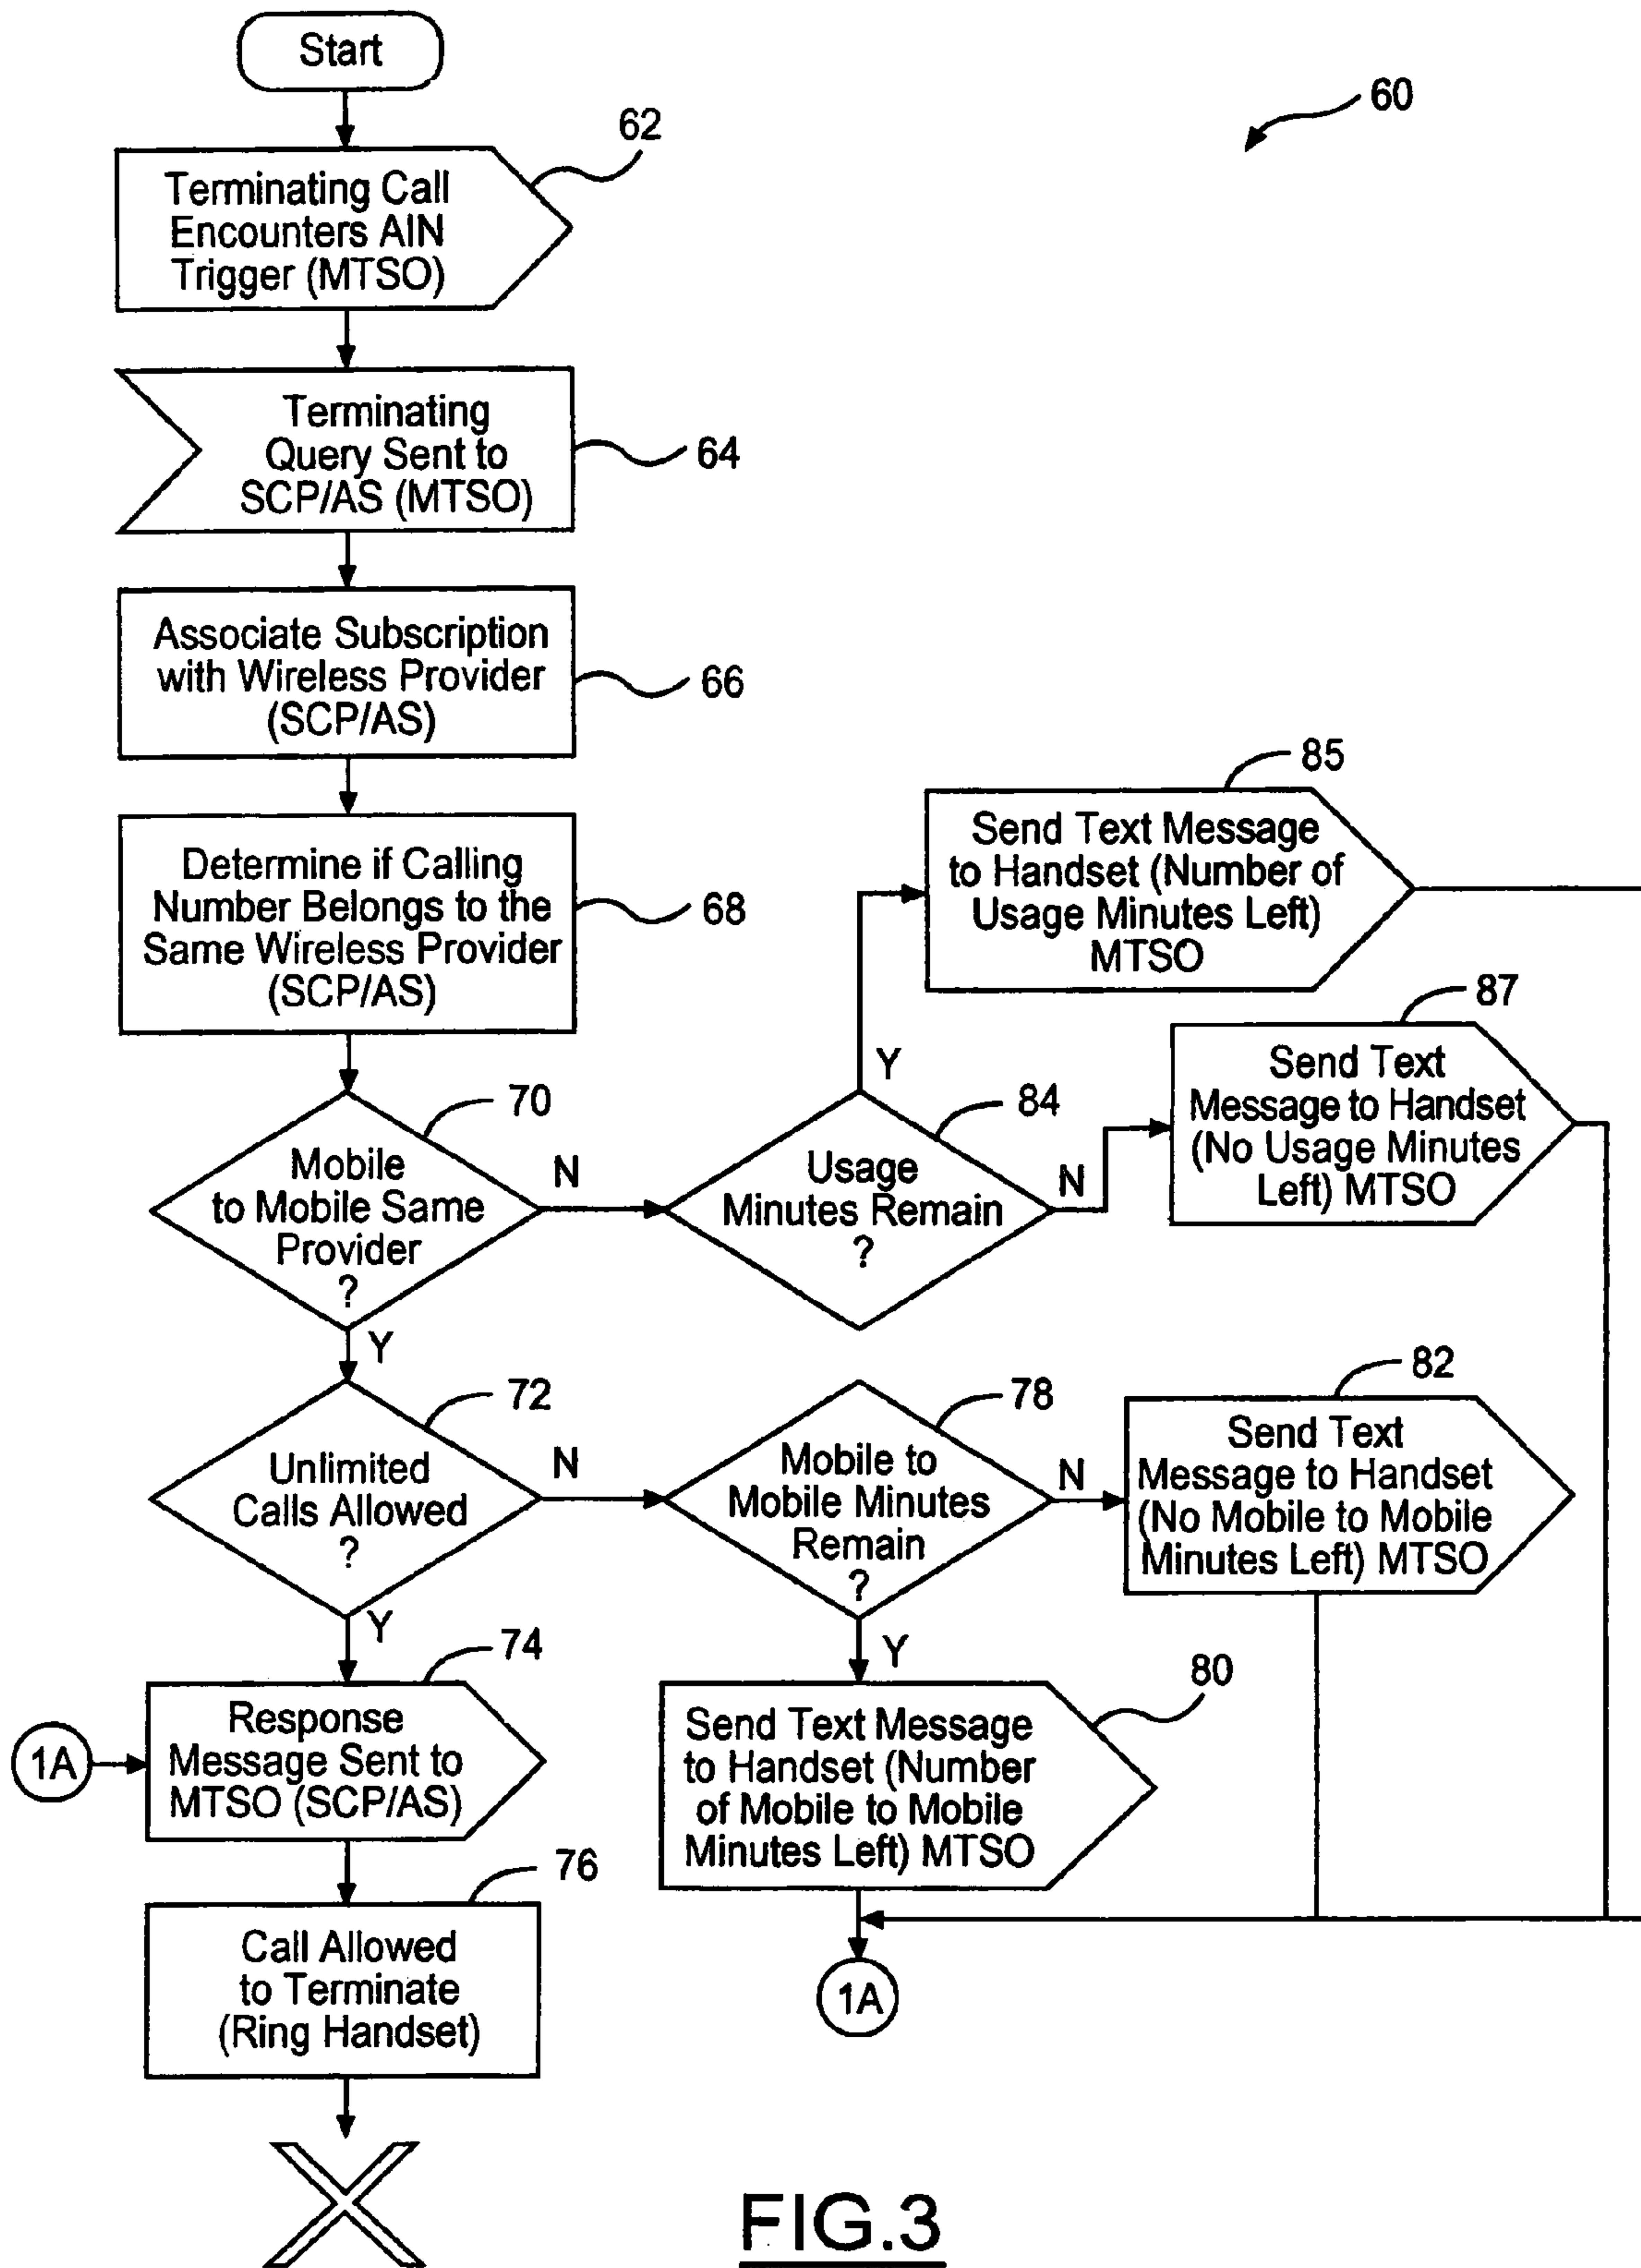 Start
60
62
Terminating Call
Encounters AIN
Trigger (MTSO)
Terminating
Query Sent to
SCP/AS (MTSO)
64
Associate Subscription
with Wireless Provider
(SCP/AS)
66
Determine if Calling
Number Belongs to the
Same Wireless Provider
(SCP/AS)
68
85
Send Text Message
to Handset (Number of
Usage Minutes Left)
MTSO
87
Send Text
Message to Handset
(No Usage Minutes
Left) MTSO
70
Mobile
to Mobile Same
Provider
?
N
Y
84
Usage
Minutes Remain
?
Y
N
72
Unlimited
Calls Allowed
?
N
Y
78
Mobile to
Mobile Minutes
Remain
?
N
Y
82
Send Text
Message to Handset
(No Mobile to Mobile
Minutes Left) MTSO
74
1A
Response
Message Sent to
MTSO (SCP/AS)
80
Send Text Message
to Handset (Number
of Mobile to Mobile
Minutes Left) MTSO
76
Call Allowed
to Terminate
(Ring Handset)
1A
FIG.3